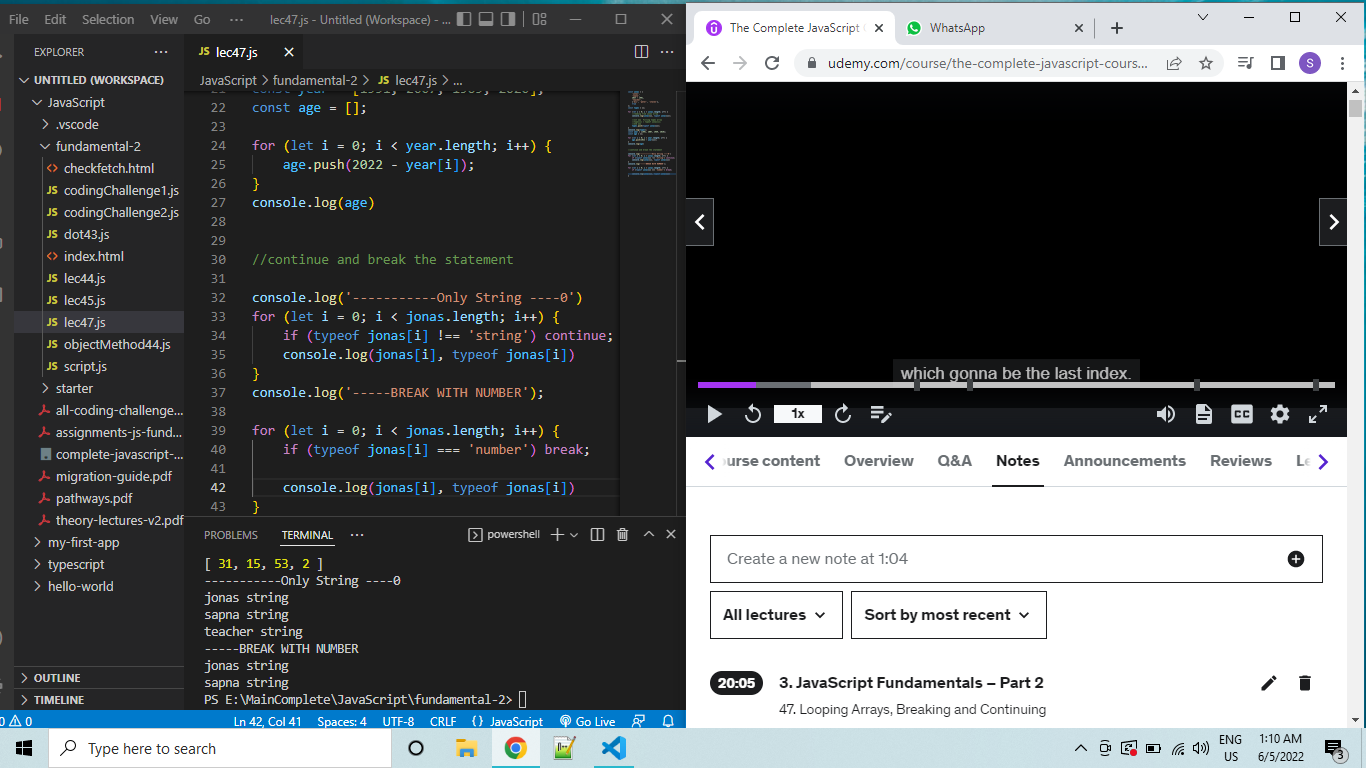 File Edit Selection View Go ··· lec47.js - Untitled (Workspace) - ...
EXPLORER ···
UNTITLED (WORKSPACE)
JavaScript
.vscode
fundamental-2
checkfetch.html
JS codingChallenge1.js
JS codingChallenge2.js
JS dot43.js
index.html
JS lec44.js
JS lec45.js
JS lec47.js
JS objectMethod44.js
JS script.js
starter
all-coding-challenge...
assignments-js-fund...
complete-javascript-...
migration-guide.pdf
pathways.pdf
theory-lectures-v2.pdf
my-first-app
typescript
hello-world
OUTLINE
TIMELINE
JS lec47.js
JavaScript > fundamental-2 > JS lec47.js > ...
21 const year = [1991, 2007, 1969, 2020];
22 const age = [];
23
24 for (let i = 0; i < year.length; i++) {
25 age.push(2022 - year[i]);
26 }
27 console.log(age)
28
29
30 //continue and break the statement
31
32 console.log('-----------Only String ----0')
33 for (let i = 0; i < jonas.length; i++) {
34 if (typeof jonas[i] !== 'string') continue;
35 console.log(jonas[i], typeof jonas[i])
36 }
37 console.log('-----BREAK WITH NUMBER');
38
39 for (let i = 0; i < jonas.length; i++) {
40 if (typeof jonas[i] === 'number') break;
41
42 console.log(jonas[i], typeof jonas[i])
43 }
PROBLEMS TERMINAL ··· powershell
[ 31, 15, 53, 2 ]
-----------Only String ----0
jonas string
sapna string
teacher string
-----BREAK WITH NUMBER
jonas string
sapna string
PS E:\MainComplete\JavaScript\fundamental-2>
0 0 Ln 42, Col 41 Spaces: 4 UTF-8 CRLF {} JavaScript Go Live
The Complete JavaScript WhatsApp
udemy.com/course/the-complete-javascript-cours... S
which gonna be the last index.
1x CC
urse content Overview Q&A Notes Announcements Reviews Le
Create a new note at 1:04
All lectures Sort by most recent
20:05 3. JavaScript Fundamentals – Part 2
47. Looping Arrays, Breaking and Continuing
Type here to search
ENG
US
1:10 AM
6/5/2022
3